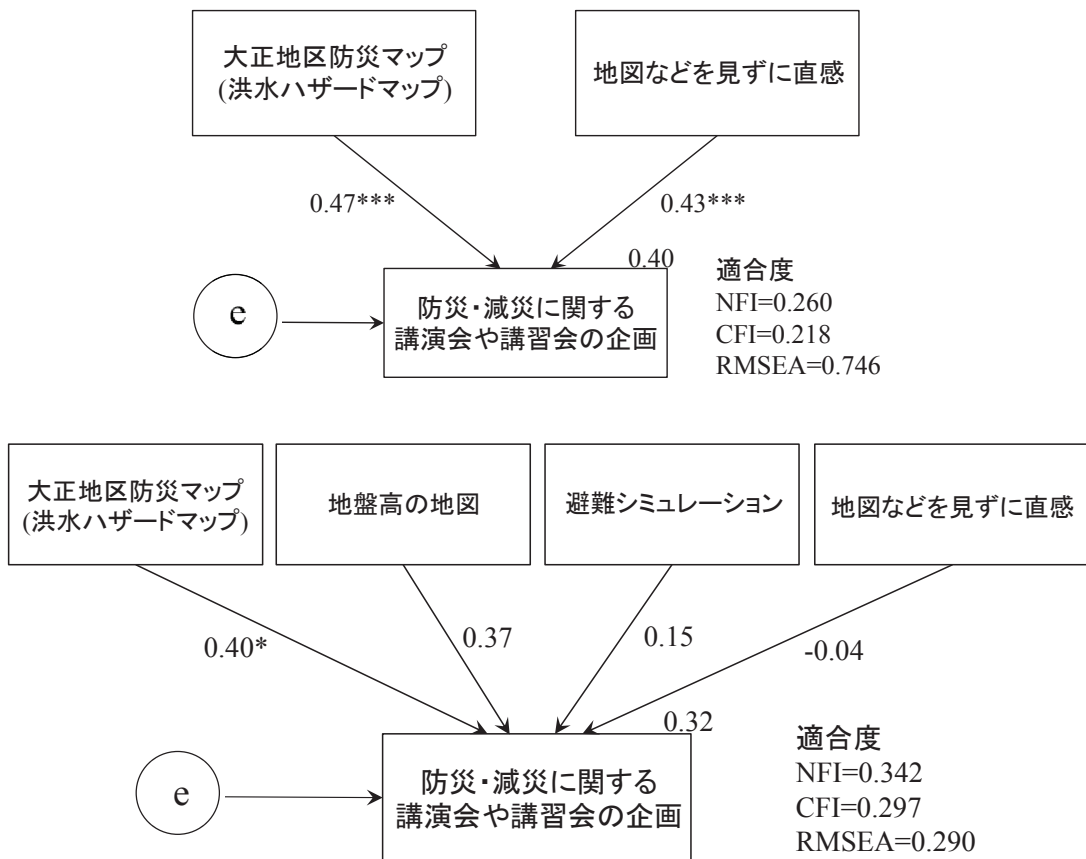 大正地区防災マップ
(洪水ハザードマップ)
地図などを見ずに直感
0.47***
0.43***
0.40
e
防災・減災に関する
講演会や講習会の企画
適合度
NFI=0.260
CFI=0.218
RMSEA=0.746
大正地区防災マップ
(洪水ハザードマップ)
地盤高の地図
避難シミュレーション
地図などを見ずに直感
0.40*
0.37
0.15
-0.04
0.32
e
防災・減災に関する
講演会や講習会の企画
適合度
NFI=0.342
CFI=0.297
RMSEA=0.290